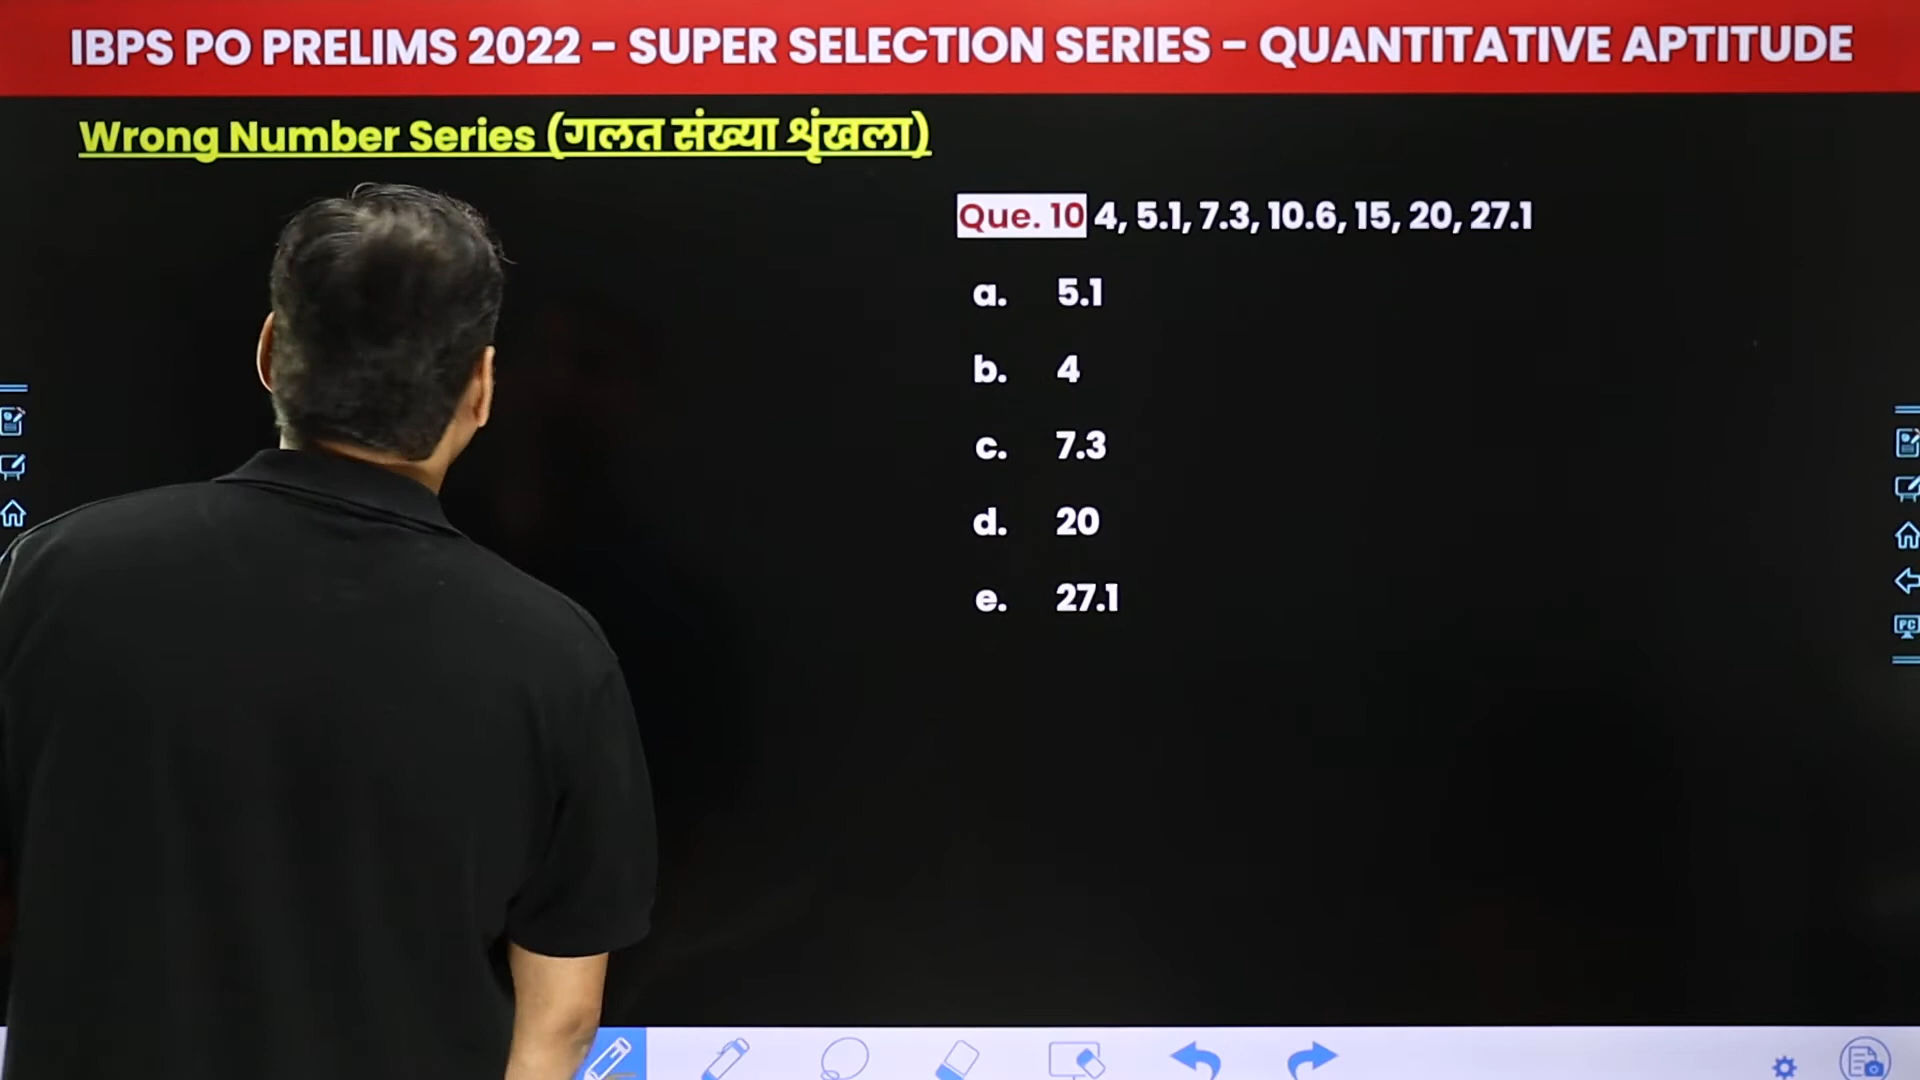 IBPS PO PRELIMS 2022 - SUPER SELECTION SERIES - QUANTITATIVE APTITUDE
Wrong Number Series (गलत संख्या श्रृंखला)
Que. 10 4, 5.1, 7.3, 10.6, 15, 20, 27.1
a. 5.1
b. 4
c. 7.3
d. 20
e. 27.1
PC